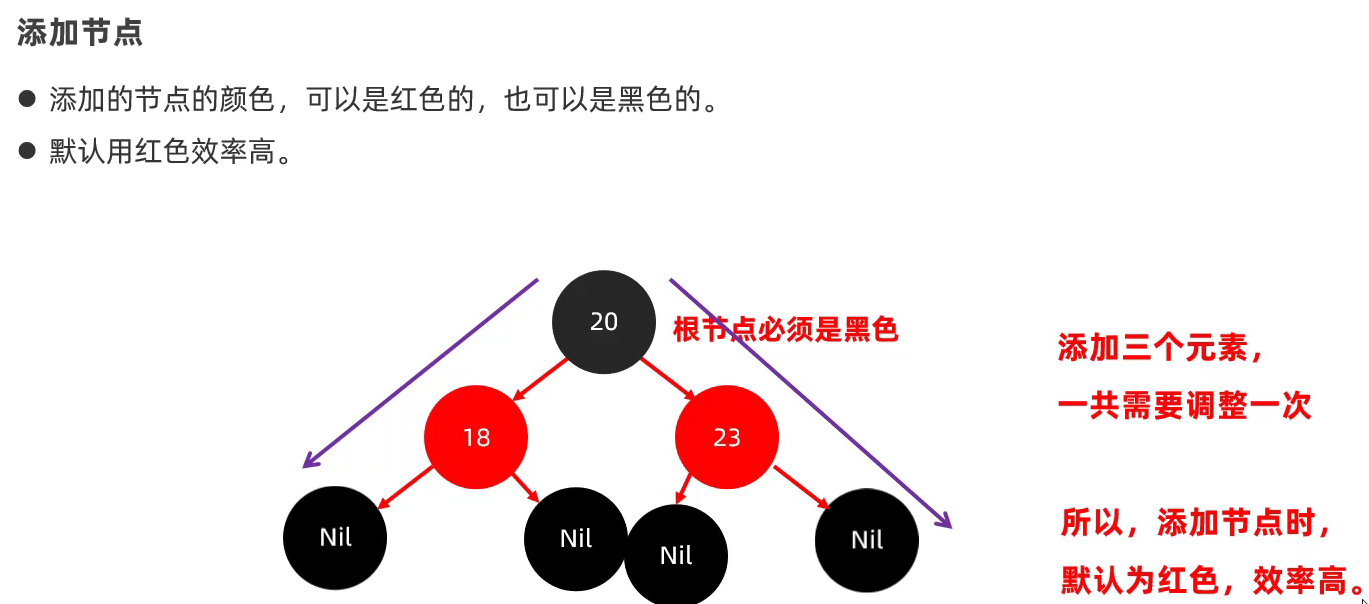 添加节点
● 添加的节点的颜色，可以是红色的，也可以是黑色的。
● 默认用红色效率高。
20
根节点必须是黑色
18
23
Nil
Nil
Nil
Nil
添加三个元素，
一共需要调整一次
所以，添加节点时，
默认为红色，效率高。